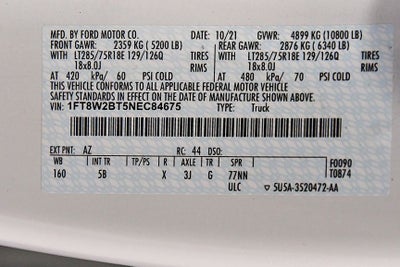 MFD. BY FORD MOTOR CO. 10/21 GVWR: 4899 KG (10800 LB)
FRONT GAWR: 2359 KG (5200 LB) REAR GAWR: 2876 KG (6340 LB)
WITH LT285/75R18E 129/126Q TIRES WITH LT285/75R18E 129/126Q TIRES
18x8.0J RIMS 18x8.0J RIMS
AT 420 kPa/ 60 PSI COLD AT 480 kPa/ 70 PSI COLD
THIS VEHICLE CONFORMS TO ALL APPLICABLE FEDERAL MOTOR VEHICLE
SAFETY STANDARDS IN EFFECT ON THE DATE OF MANUFACTURE SHOWN ABOVE.
VIN: 1FT8W2BT5NEC84675 TYPE: Truck
EXT PNT: AZ RC: 44 DSO: F0090
WB INT TR TP/PS R AXLE TR SPR T0874
160 5B X 3J G 77NN
ULC 5U5A-3520472-AA